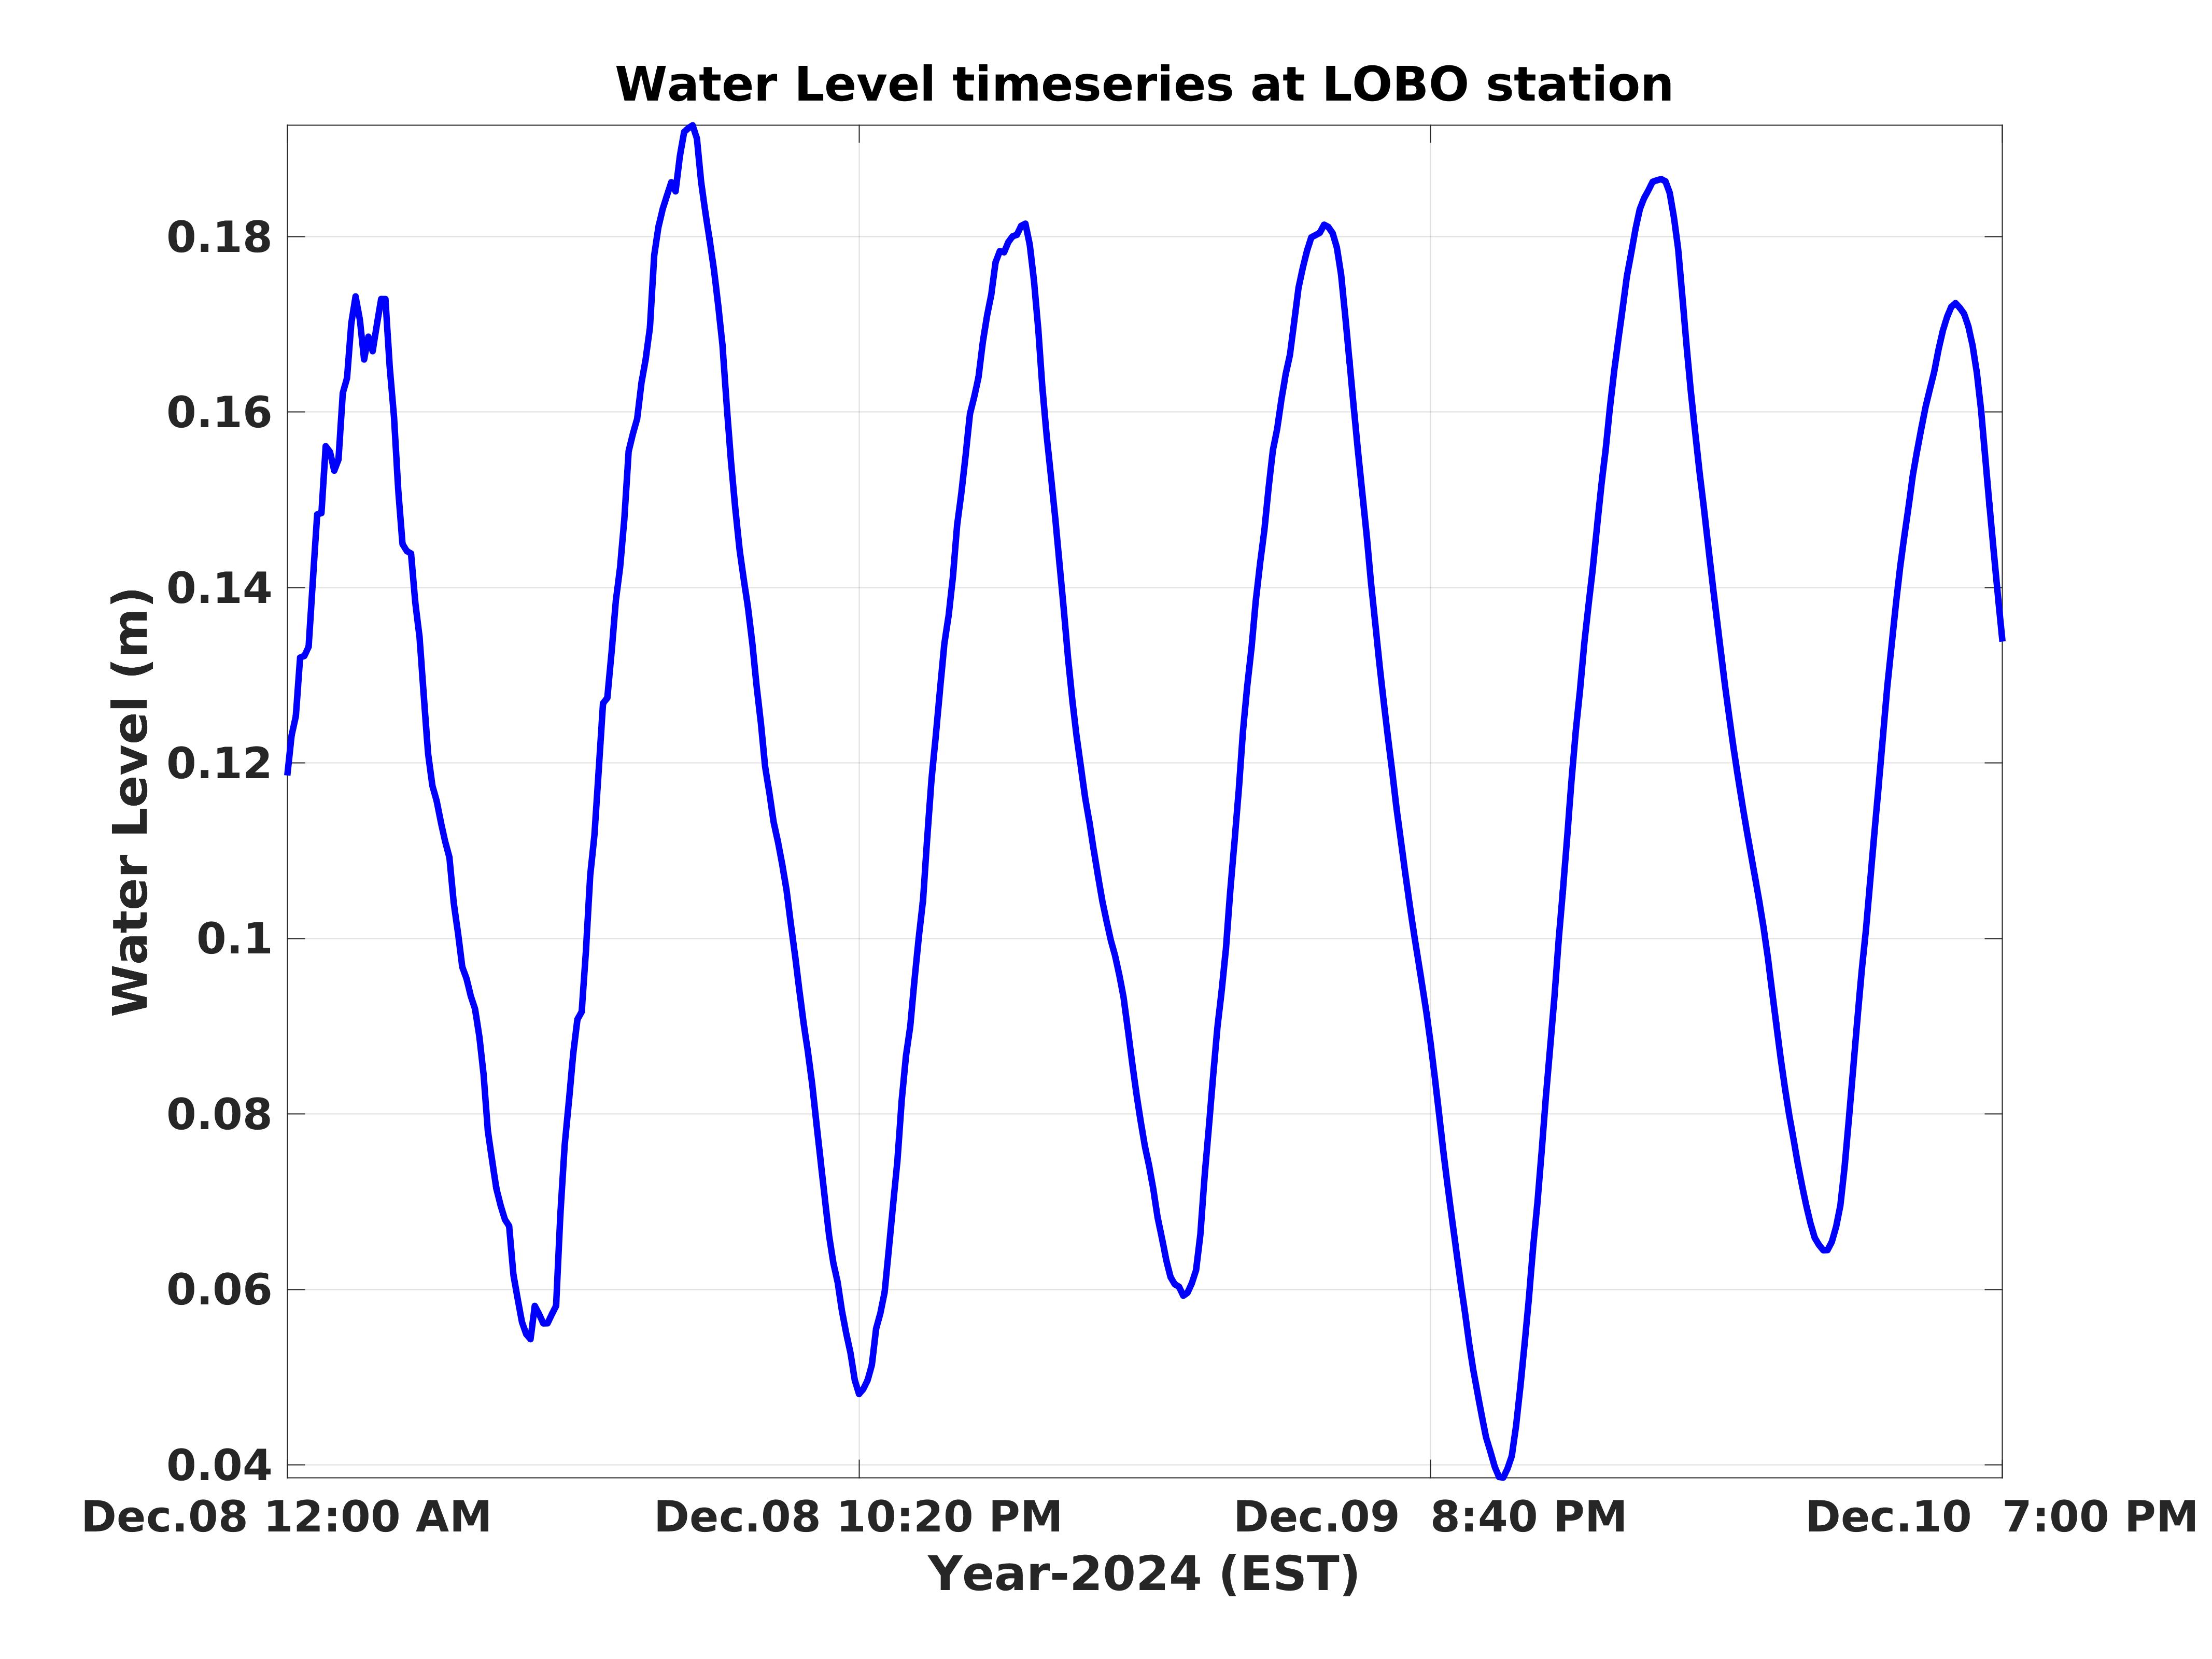 Water Level timeseries at LOBO station
Water Level (m)
0.18
0.16
0.14
0.12
0.1
0.08
0.06
0.04
Dec.08 12:00 AM
Dec.08 10:20 PM
Dec.09 8:40 PM
Dec.10 7:00 PM
Year-2024 (EST)